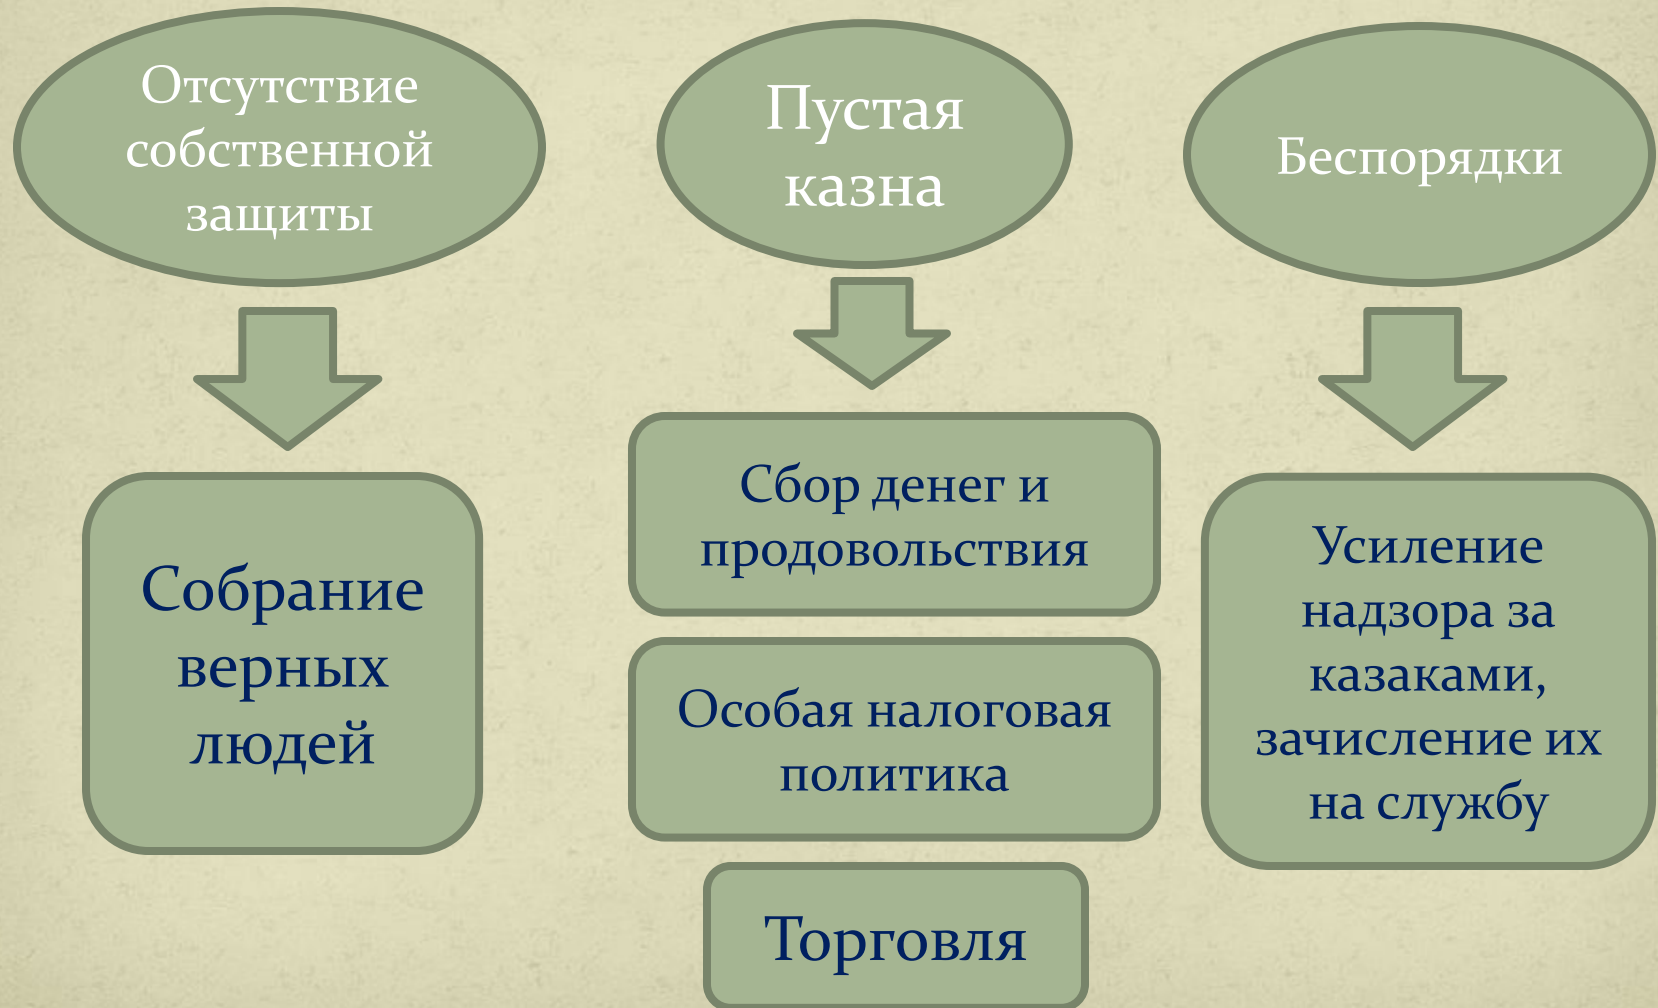 Отсутствие
собственной
защиты
Пустая
казна
Беспорядки
Собрание
верных
людей
Сбор денег и
продовольствия
Особая налоговая
политика
Торговля
Усиление
надзора за
казаками,
зачисление их
на службу